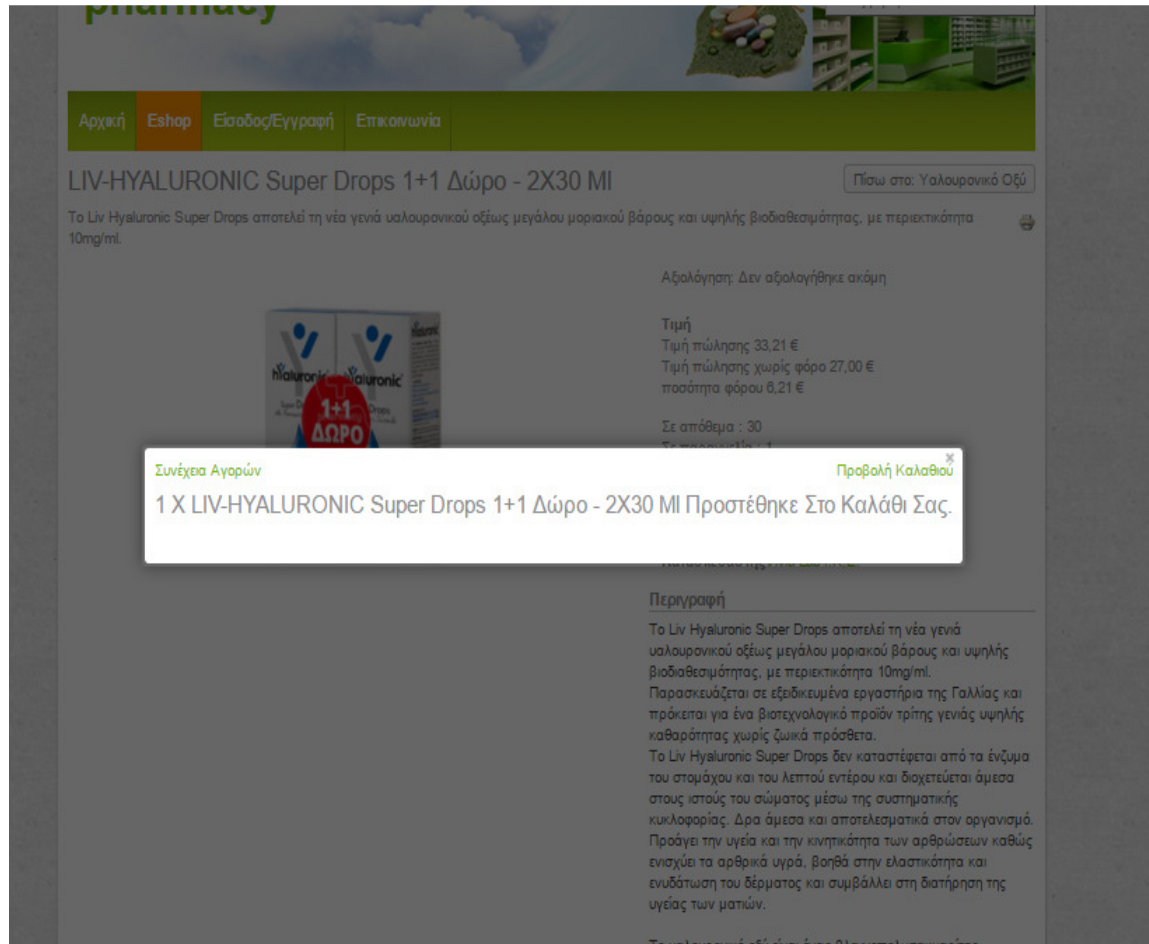 pharmacy
Αρχική Eshop Είσοδος/Εγγραφή Επικοινωνία
LIV-HYALURONIC Super Drops 1+1 Δώρο - 2X30 Ml
Πίσω στο: Υαλουρονικό Οξύ
Το Liv Hyaluronic Super Drops αποτελεί τη νέα γενιά υαλουρονικού οξέως μεγάλου μοριακού βάρους και υψηλής βιοδιαθεσιμότητας, με περιεκτικότητα
10mg/ml.
Αξιολόγηση: Δεν αξιολογήθηκε ακόμη
Τιμή
Τιμή πώλησης 33,21 €
Τιμή πώλησης χωρίς φόρο 27,00 €
ποσότητα φόρου 6,21 €
Σε απόθεμα : 30
Σε παραγγελία : 1
hyaluronic hyaluronic
1+1
ΔΩΡΟ
Συνέχεια Αγορών
Προβολή Καλαθιού
1 X LIV-HYALURONIC Super Drops 1+1 Δώρο - 2X30 Ml Προστέθηκε Στο Καλάθι Σας.
Περιγραφή
Το Liv Hyaluronic Super Drops αποτελεί τη νέα γενιά
υαλουρονικού οξέως μεγάλου μοριακού βάρους και υψηλής
βιοδιαθεσιμότητας, με περιεκτικότητα 10mg/ml.
Παρασκευάζεται σε εξειδικευμένα εργαστήρια της Γαλλίας και
πρόκειται για ένα βιοτεχνολογικό προϊόν τρίτης γενιάς υψηλής
καθαρότητας χωρίς ζωικά πρόσθετα.
Το Liv Hyaluronic Super Drops δεν καταστέφεται από τα ένζυμα
του στομάχου και του λεπτού εντέρου και διοχετεύεται άμεσα
στους ιστούς του σώματος μέσω της συστηματικής
κυκλοφορίας. Δρα άμεσα και αποτελεσματικά στον οργανισμό.
Προάγει την υγεία και την κινητικότητα των αρθρώσεων καθώς
ενισχύει τα αρθρικά υγρά, βοηθά στην ελαστικότητα και
ενυδάτωση του δέρματος και συμβάλλει στη διατήρηση της
υγείας των ματιών.